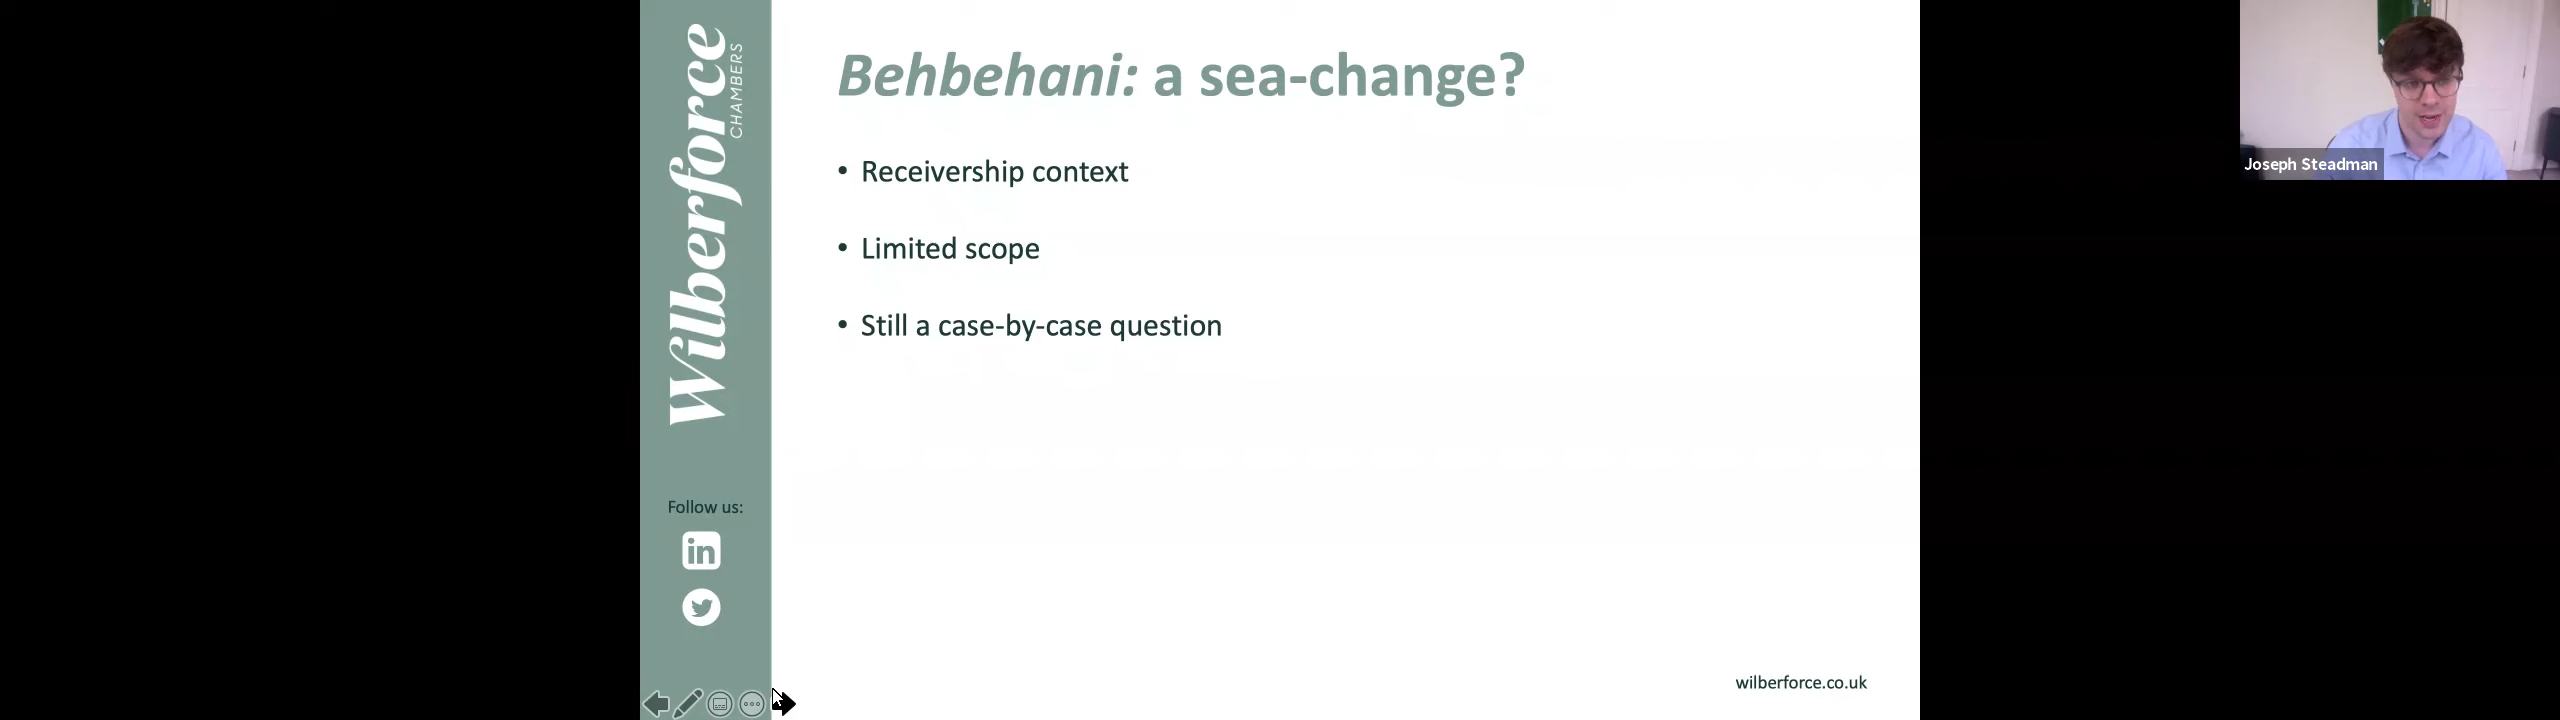 Wilberforce
CHAMBERS
Behbehani: a sea-change?
• Receivership context
• Limited scope
• Still a case-by-case question
Follow us:
in
wilberforce.co.uk
Joseph Steadman